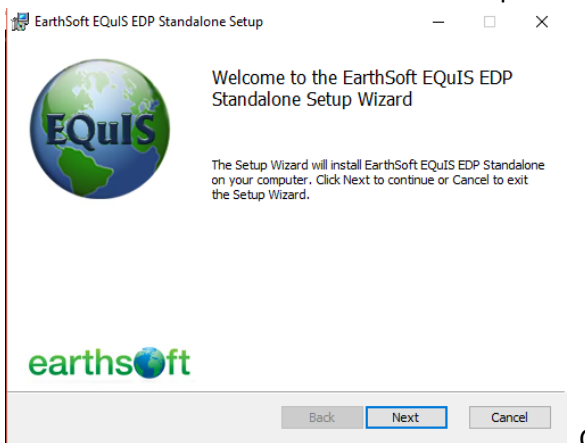 EarthSoft EQuIS EDP Standalone Setup
EQuIS
Welcome to the EarthSoft EQuIS EDP
Standalone Setup Wizard
The Setup Wizard will install EarthSoft EQuIS EDP Standalone
on your computer. Click Next to continue or Cancel to exit
the Setup Wizard.
earthsoft
Back Next Cancel